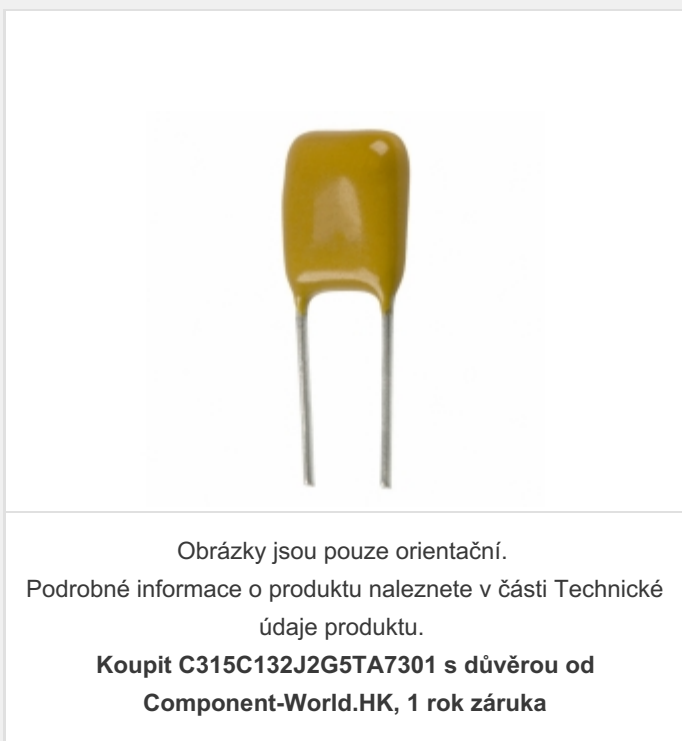 Obrázky jsou pouze orientační.
Podrobné informace o produktu naleznete v části Technické
údaje produktu.
Koupit C315C132J2G5TA7301 s důvěrou od
Component-World.HK, 1 rok záruka